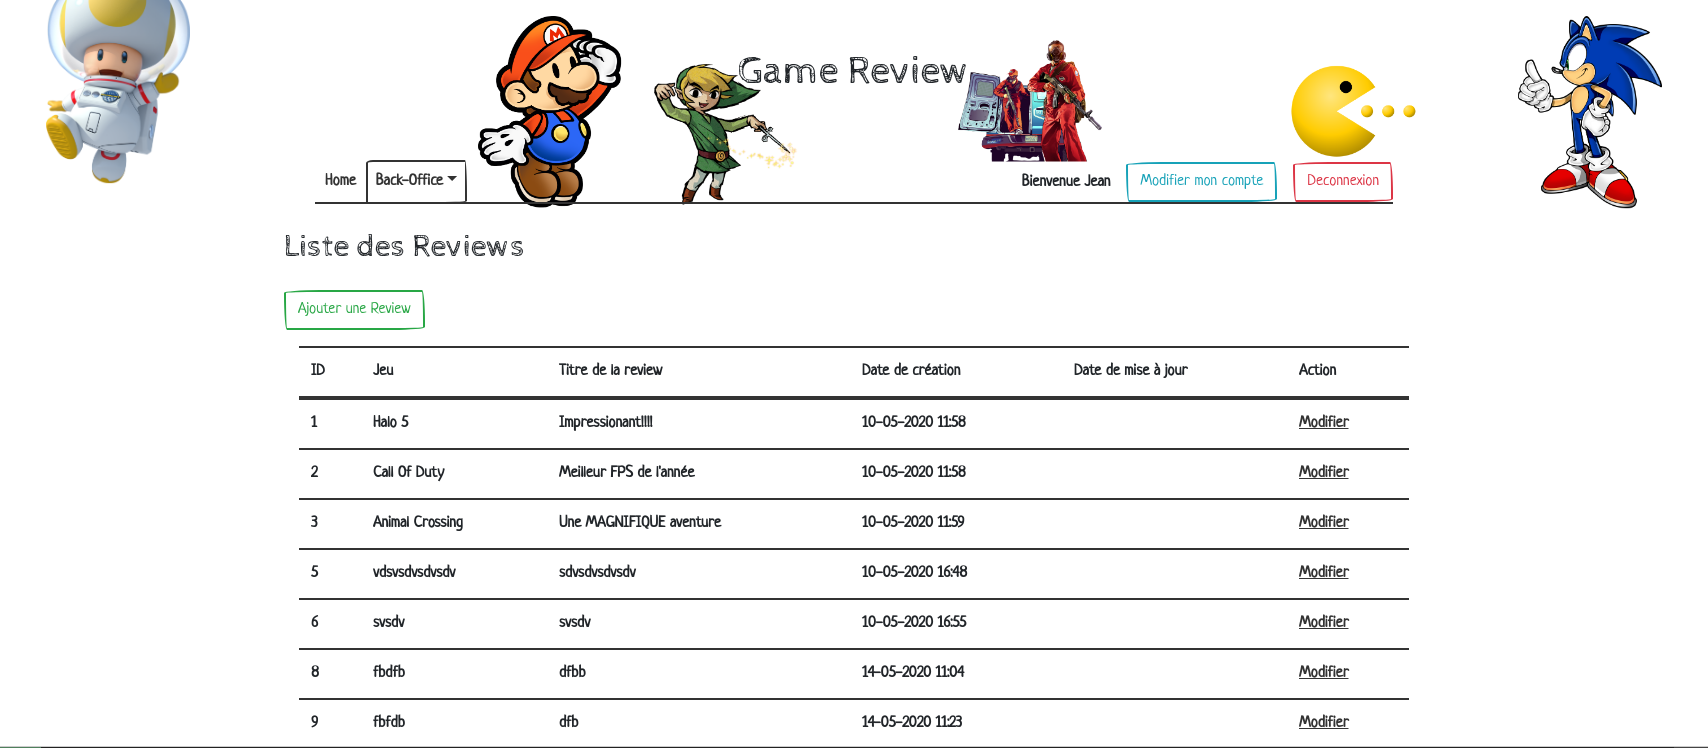 Game Review
Home Back-Office Bienvenue Jean Modifier mon compte Deconnexion
Liste des Reviews
Ajouter une Review
ID Jeu Titre de la review Date de création Date de mise à jour Action
1 Halo 5 Impressionant!!!! 10-05-2020 11:58 Modifier
2 Call Of Duty Meilleur FPS de l'année 10-05-2020 11:58 Modifier
3 Animal Crossing Une MAGNIFIQUE aventure 10-05-2020 11:59 Modifier
5 vdsvsdvsdvsdv sdvsdvsdvsdv 10-05-2020 16:48 Modifier
6 svsdv svsdv 10-05-2020 16:55 Modifier
8 fbdfb dfbb 14-05-2020 11:04 Modifier
9 fbfdb dfb 14-05-2020 11:23 Modifier